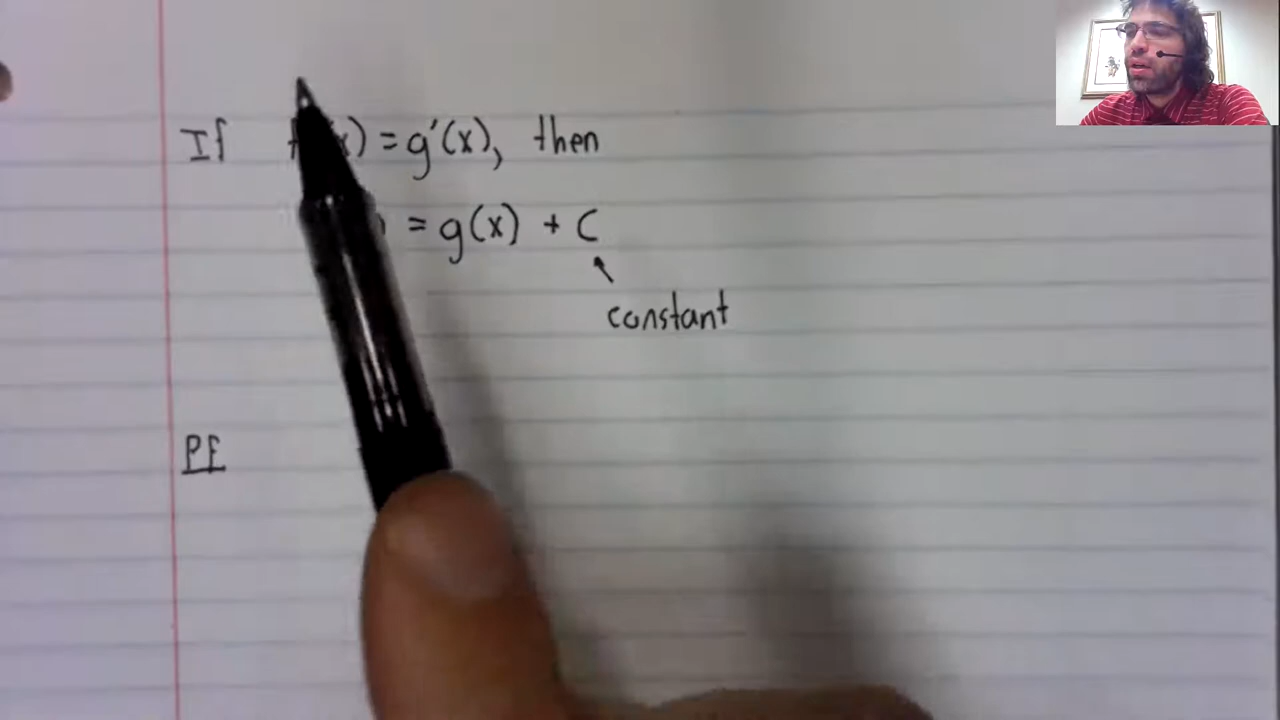 If f'(x) = g'(x), then
= g(x) + C
constant
PF